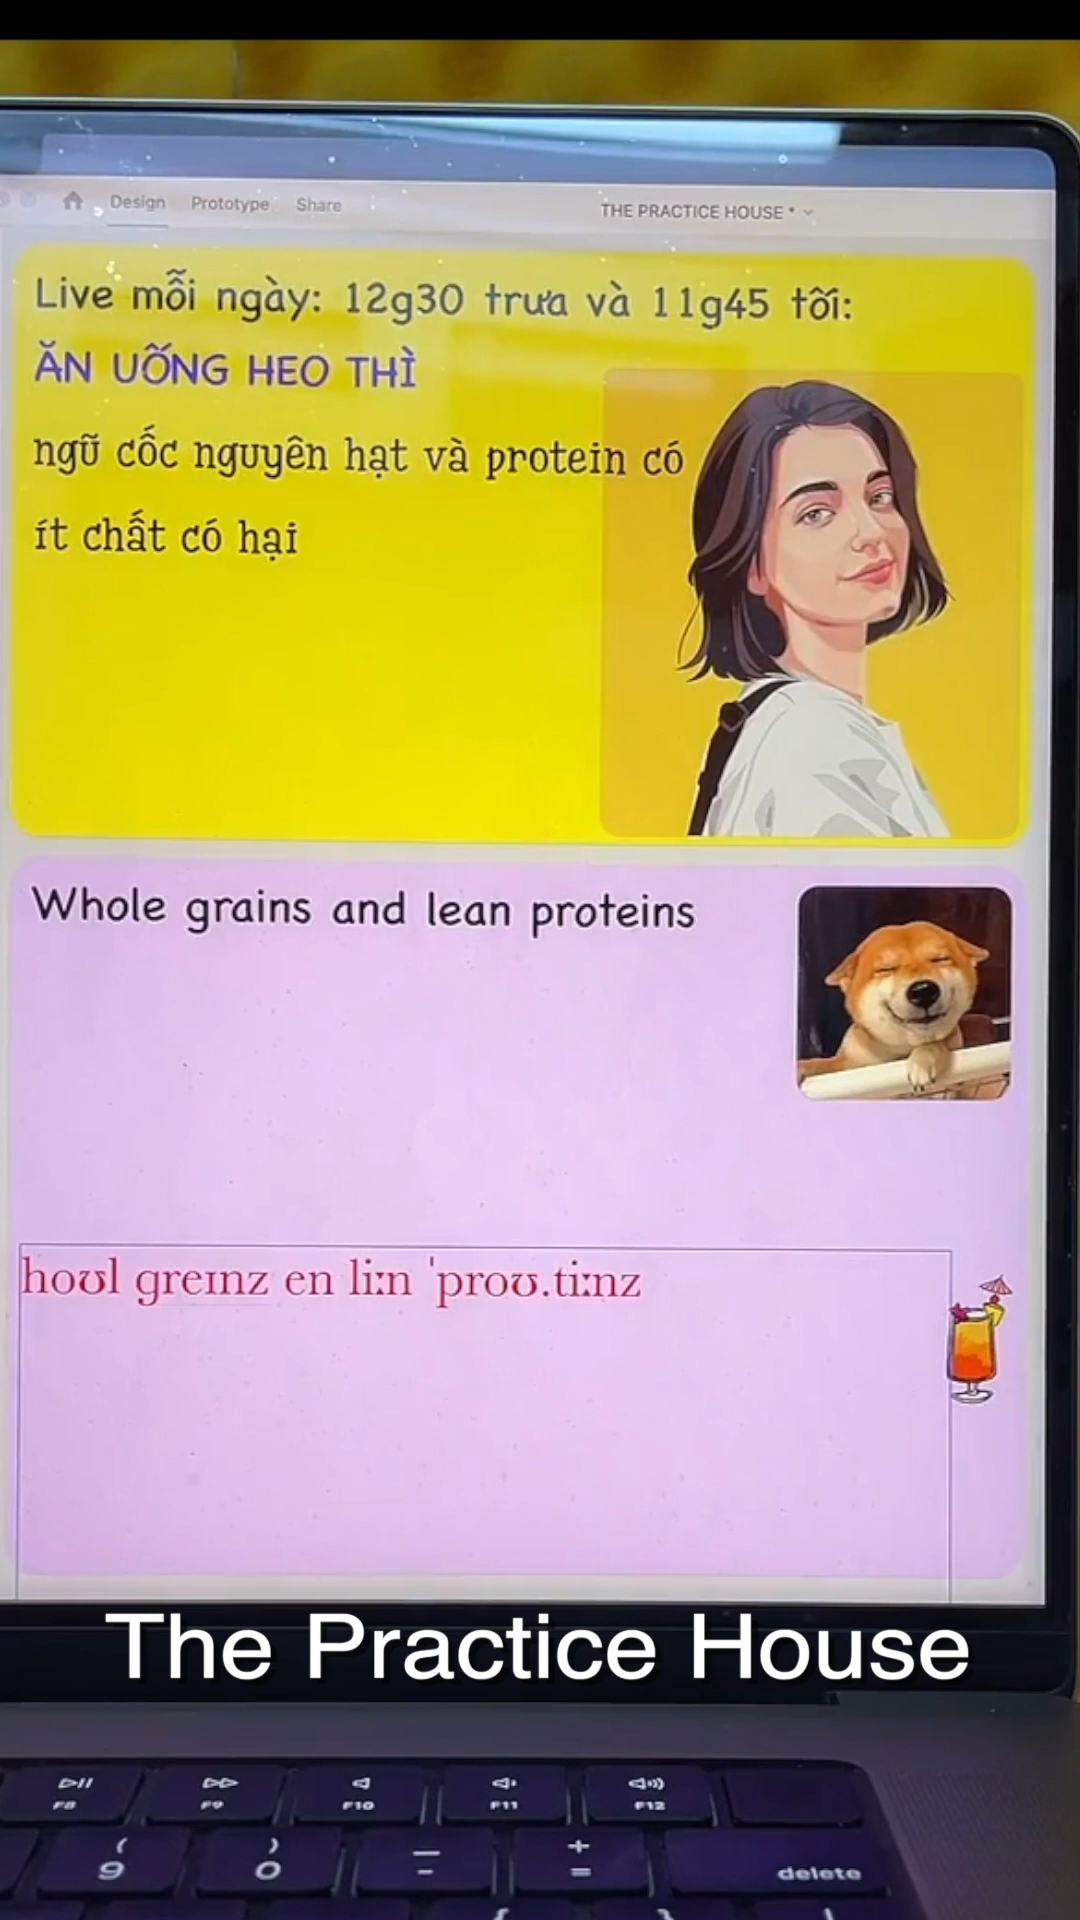 Design Prototype Share THE PRACTICE HOUSE *
Live mỗi ngày: 12g30 trưa và 11g45 tối:
ĂN UỐNG HEO THÌ
ngũ cốc nguyên hạt và protein có
ít chất có hại
Whole grains and lean proteins
hoʊl greɪnz en liːn ˈproʊ.tiːnz
The Practice House
F8 F9 F10 F11 F12
( ) — +
9 0 - = delete